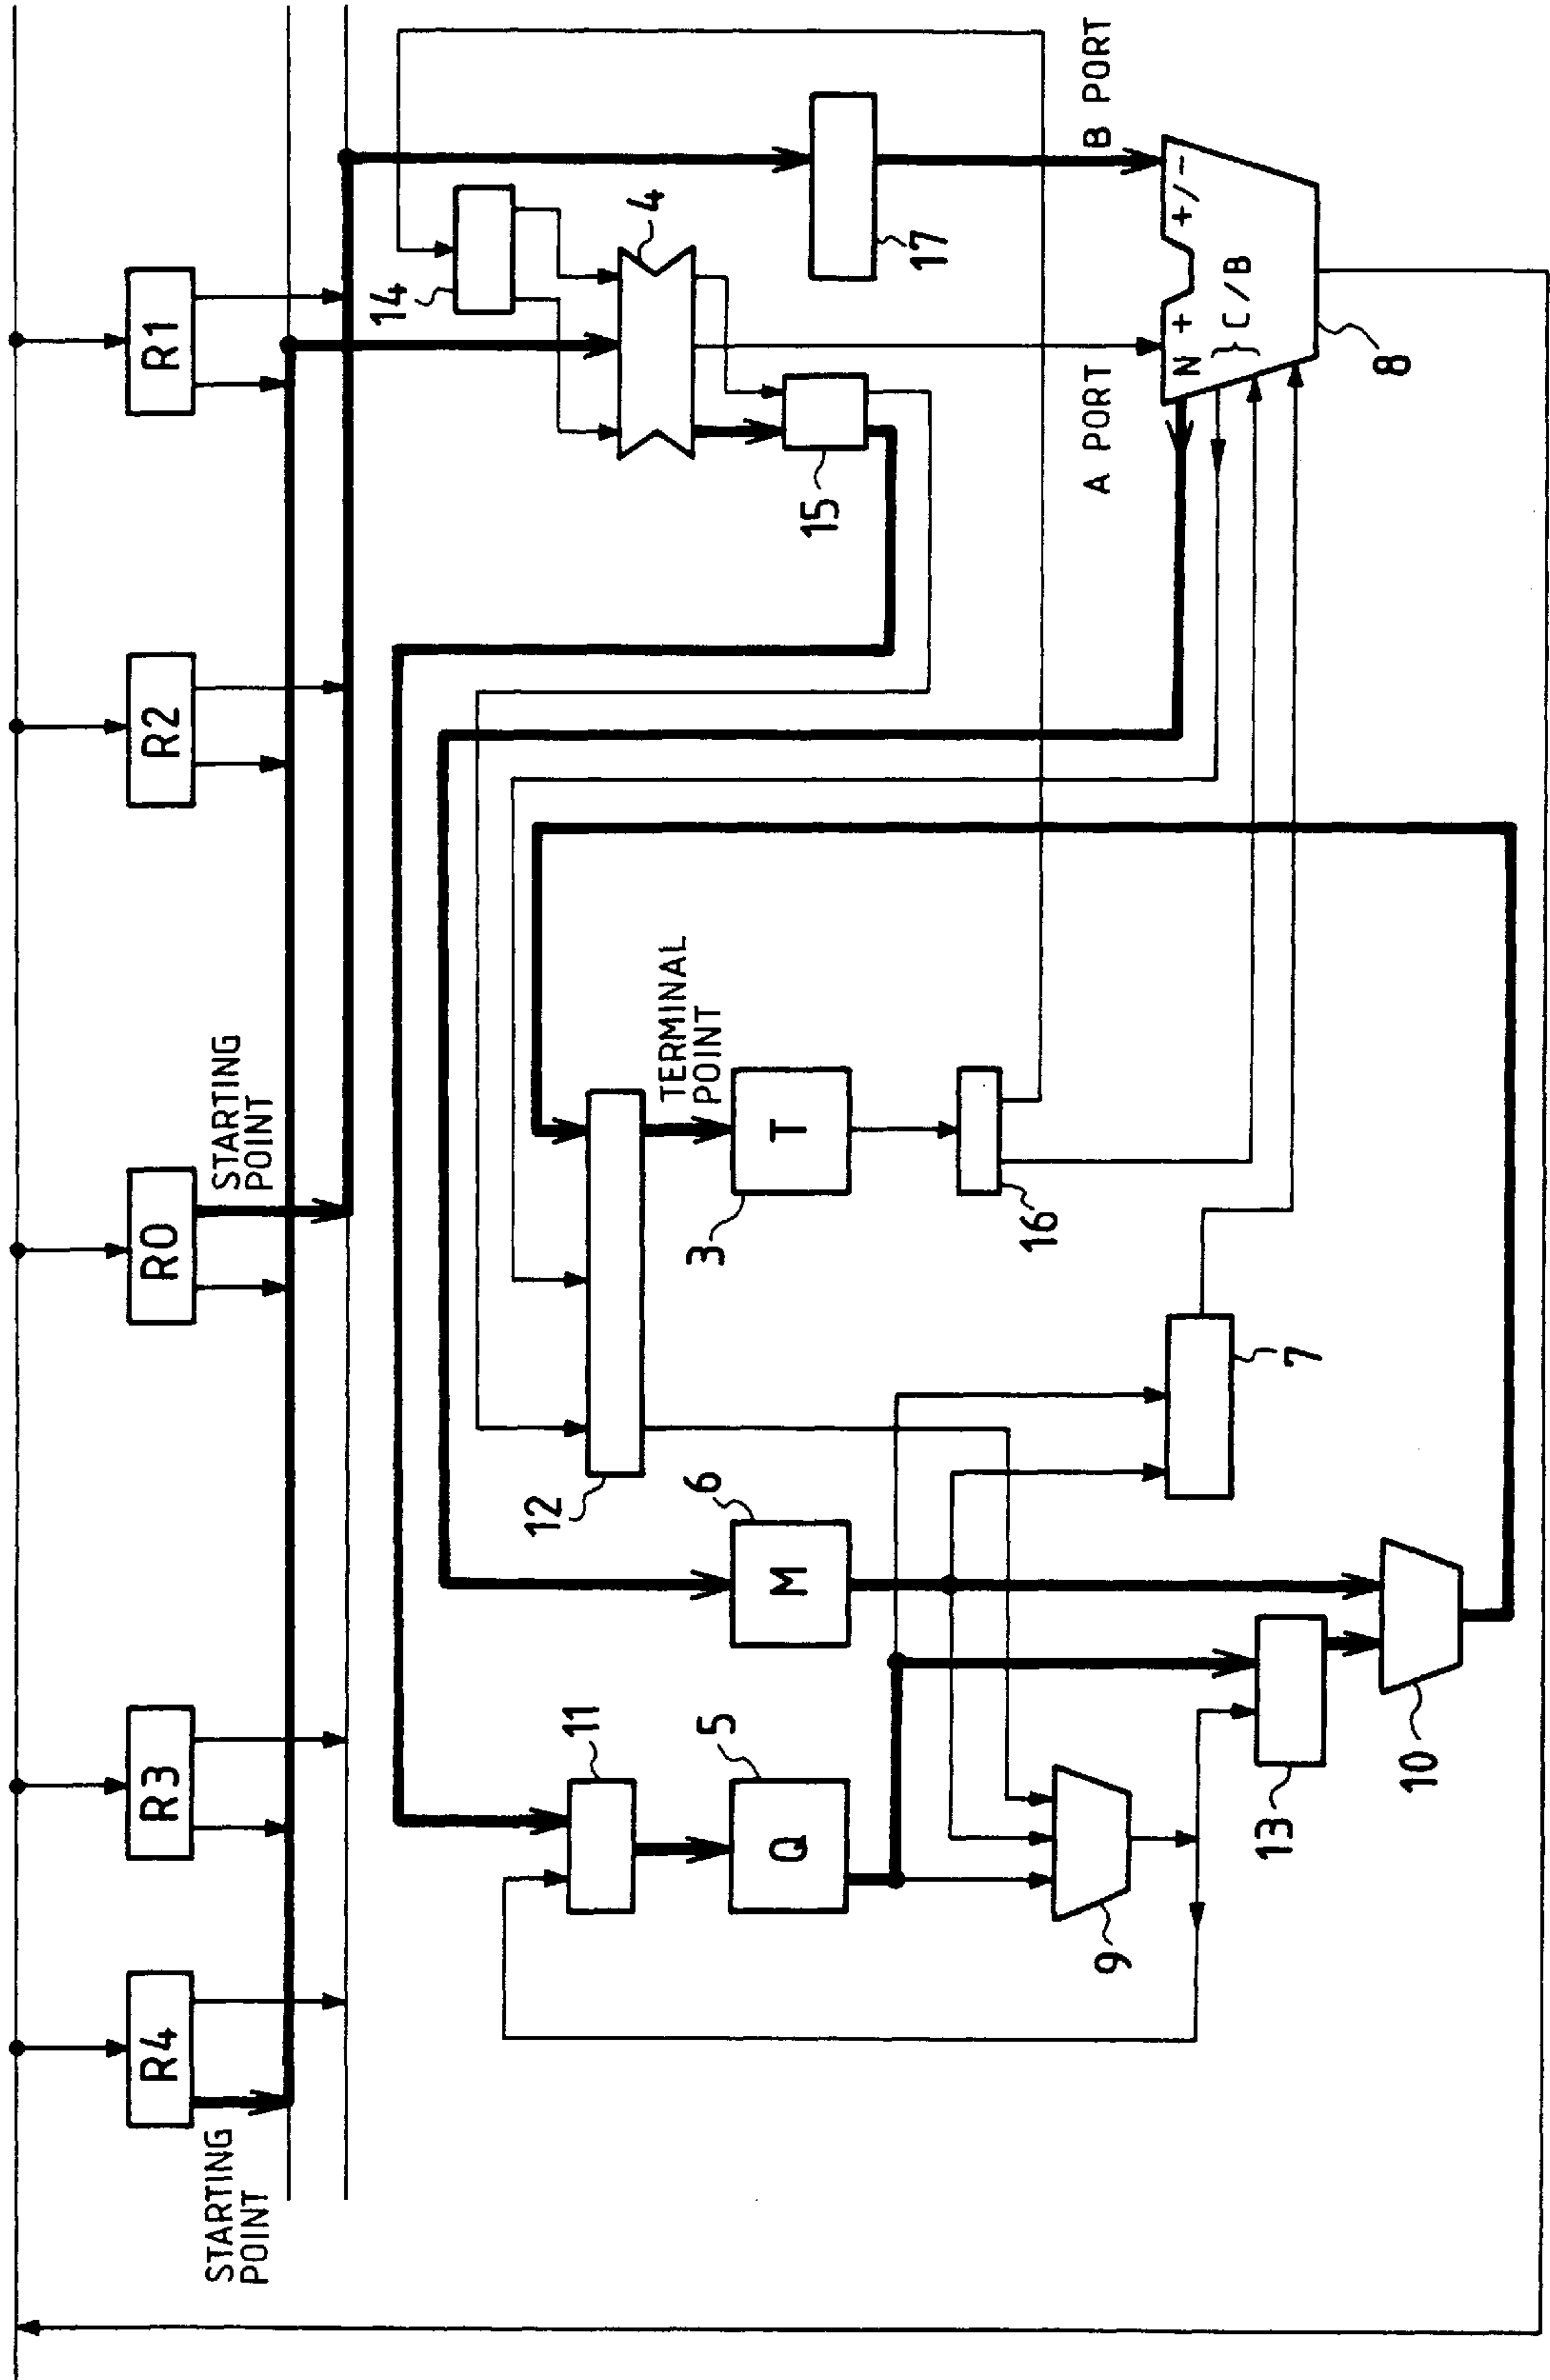 R4
R3
R0
R2
R1
STARTING
POINT
STARTING
POINT
14
4
11
12
15
17
5
6
TERMINAL
POINT
Q
M
T
3
9
16
A PORT
B PORT
13
7
N + +/-
} C/B
10
8